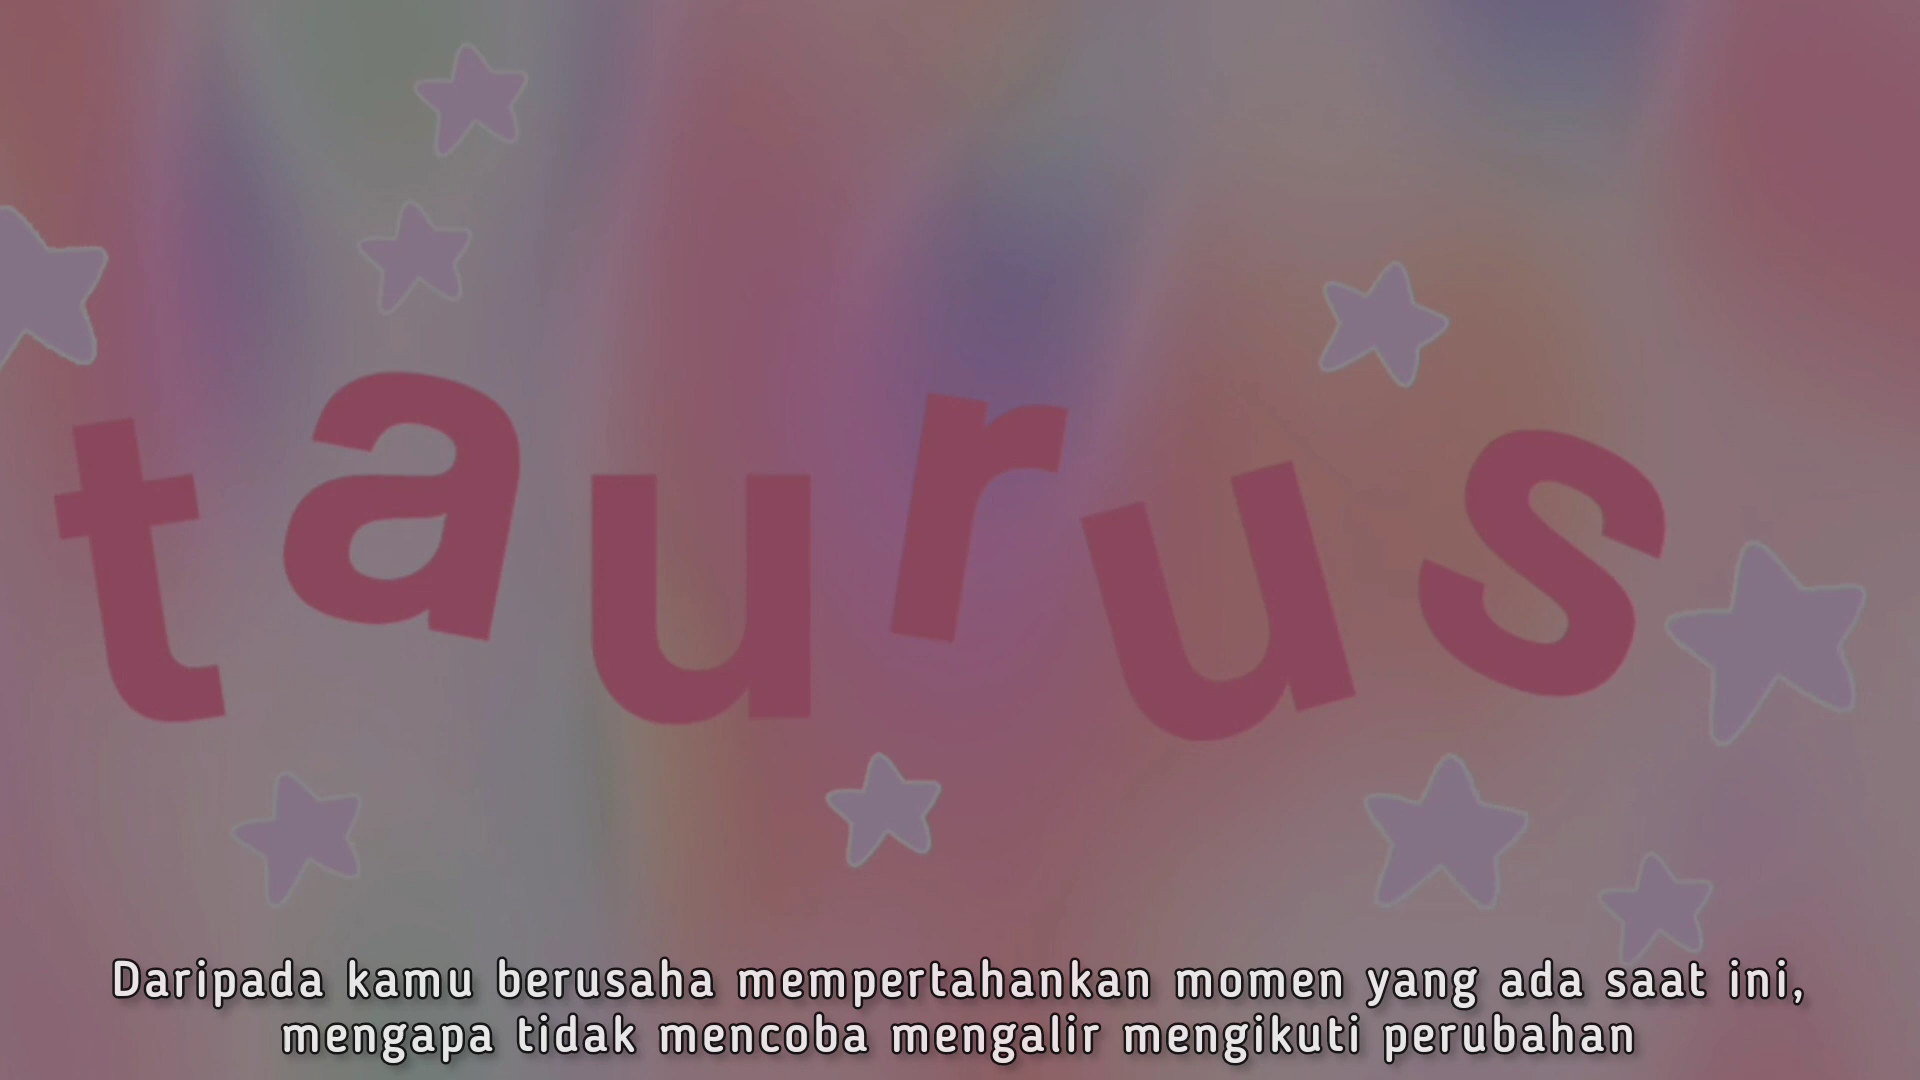 taurus
Daripada kamu berusaha mempertahankan momen yang ada saat ini,
mengapa tidak mencoba mengalir mengikuti perubahan